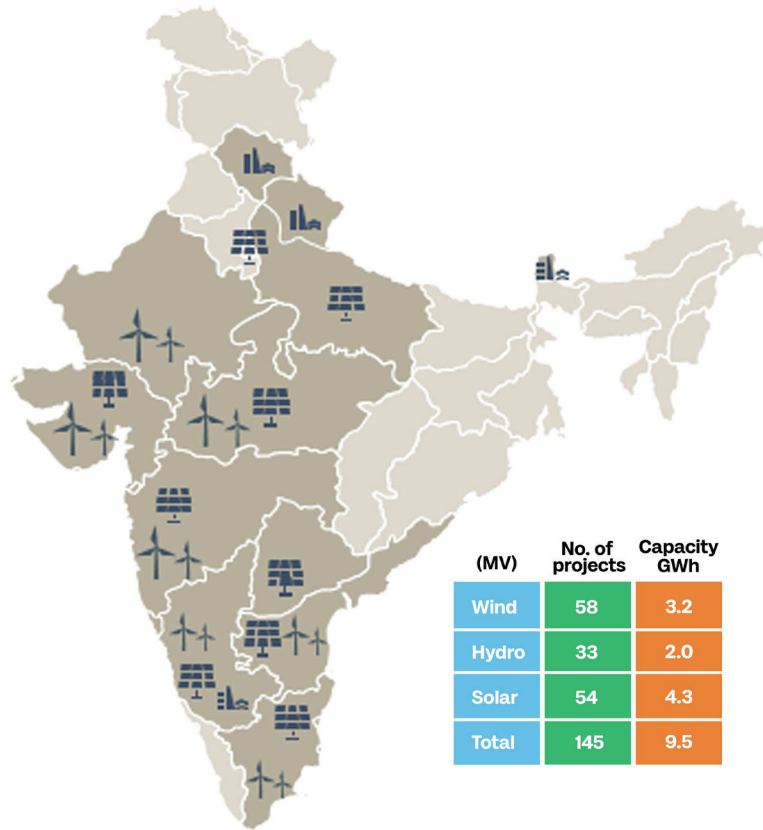 (MV) No. of projects Capacity GWh
Wind 58 3.2
Hydro 33 2.0
Solar 54 4.3
Total 145 9.5